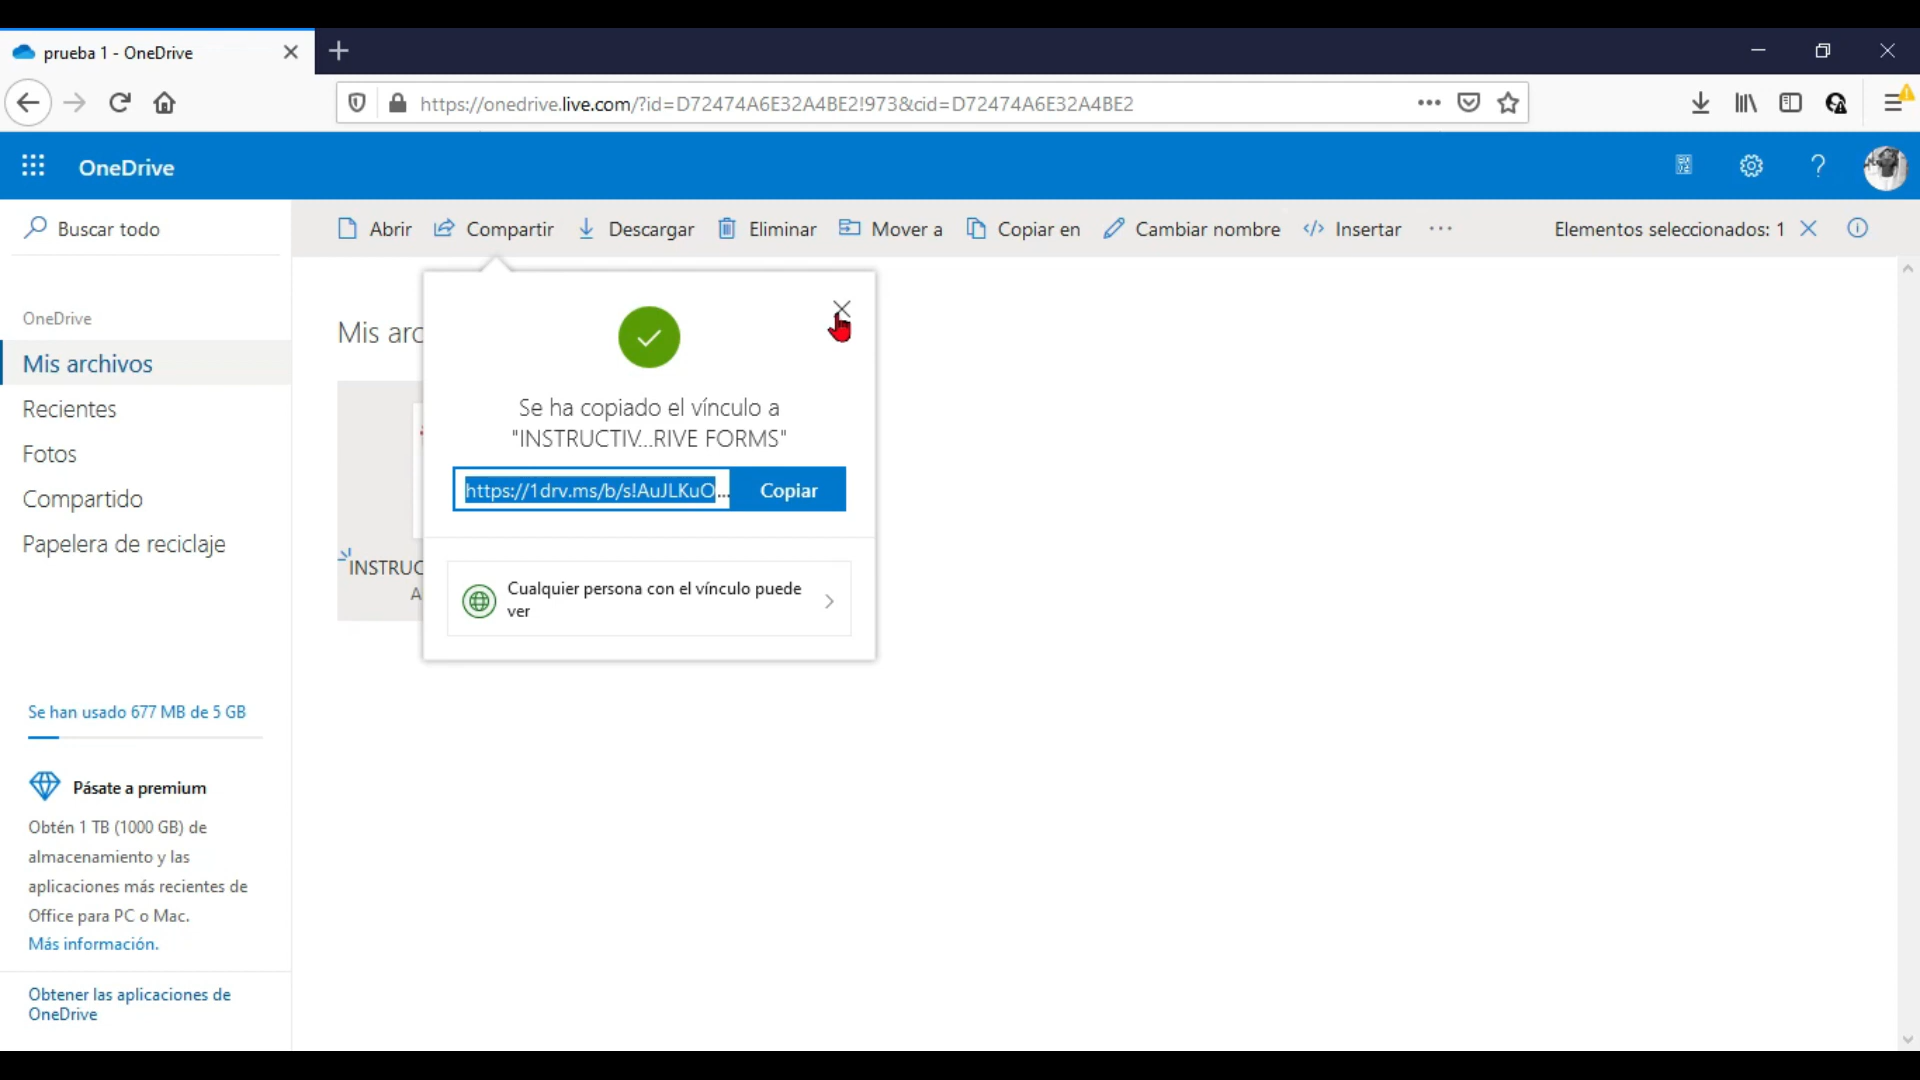 prueba 1 - OneDrive
https://onedrive.live.com/?id=D72474A6E32A4BE2!973&cid=D72474A6E32A4BE2
OneDrive
Buscar todo
Abrir Compartir Descargar Eliminar Mover a Copiar en Cambiar nombre Insertar Elementos seleccionados: 1
OneDrive
Mis archivos
Recientes
Fotos
Compartido
Papelera de reciclaje
Se han usado 677 MB de 5 GB
Pásate a premium
Obtén 1 TB (1000 GB) de
almacenamiento y las
aplicaciones más recientes de
Office para PC o Mac.
Más información.
Obtener las aplicaciones de
OneDrive
Mis arc
INSTRUC
A
Se ha copiado el vínculo a
"INSTRUCTIV...RIVE FORMS"
https://1drv.ms/b/s!AuJLKuO...
Copiar
Cualquier persona con el vínculo puede
ver